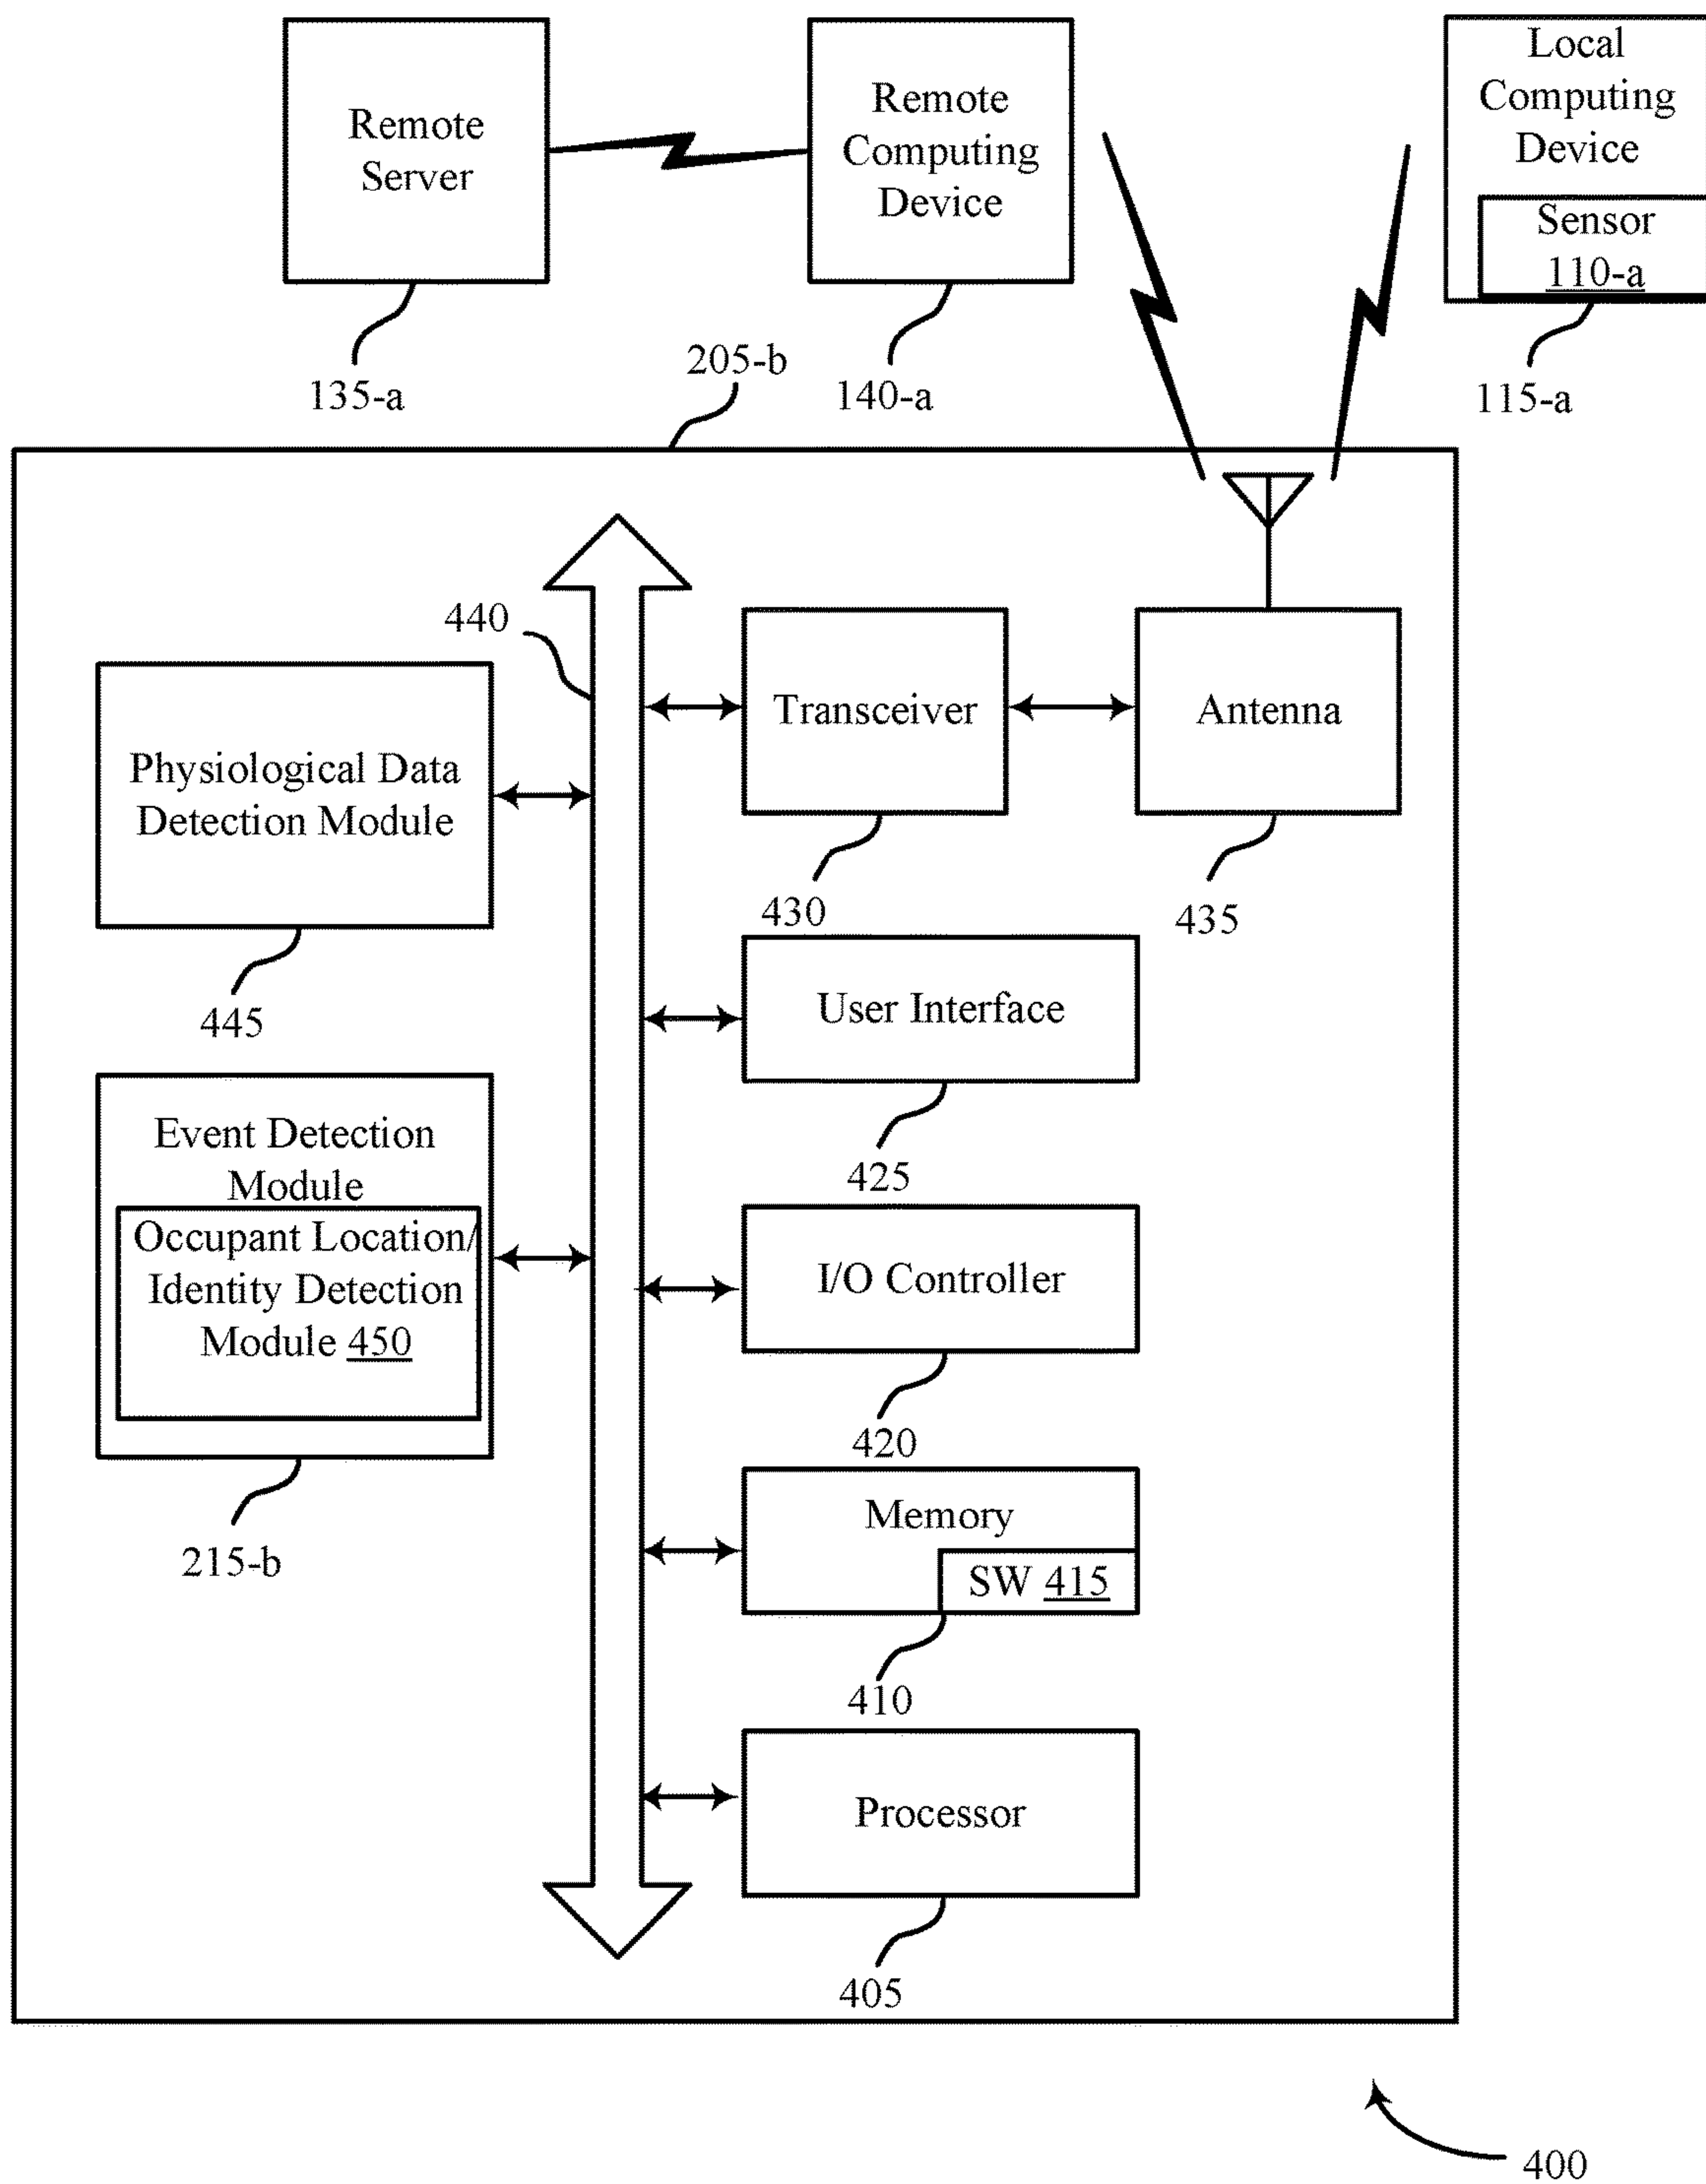 Remote
Server
135-a
Remote
Computing
Device
140-a
Local
Computing
Device
Sensor
110-a
115-a
205-b
440
Physiological Data
Detection Module
445
Event Detection
Module
Occupant Location/
Identity Detection
Module 450
215-b
Transceiver
430
Antenna
435
User Interface
425
I/O Controller
420
Memory
SW 415
410
Processor
405
400